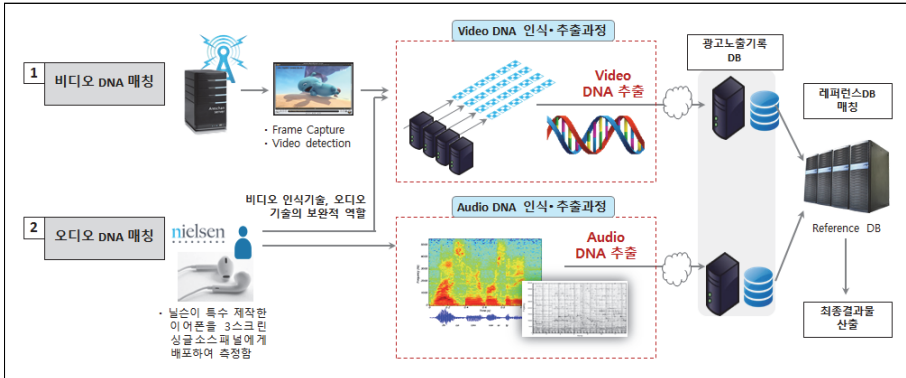 Video DNA 인식·추출과정
광고노출기록
DB
1
비디오 DNA 매칭
Video
DNA 추출
레퍼런스DB
매칭
• Frame Capture
• Video detection
비디오 인식기술, 오디오
기술의 보완적 역할
Audio DNA 인식·추출과정
2
오디오 DNA 매칭
nielsen
Audio
DNA 추출
Reference DB
• 닐슨이 특수 제작한
이어폰을 3스크린
싱글소스패널에게
배포하여 측정함
최종결과물
산출